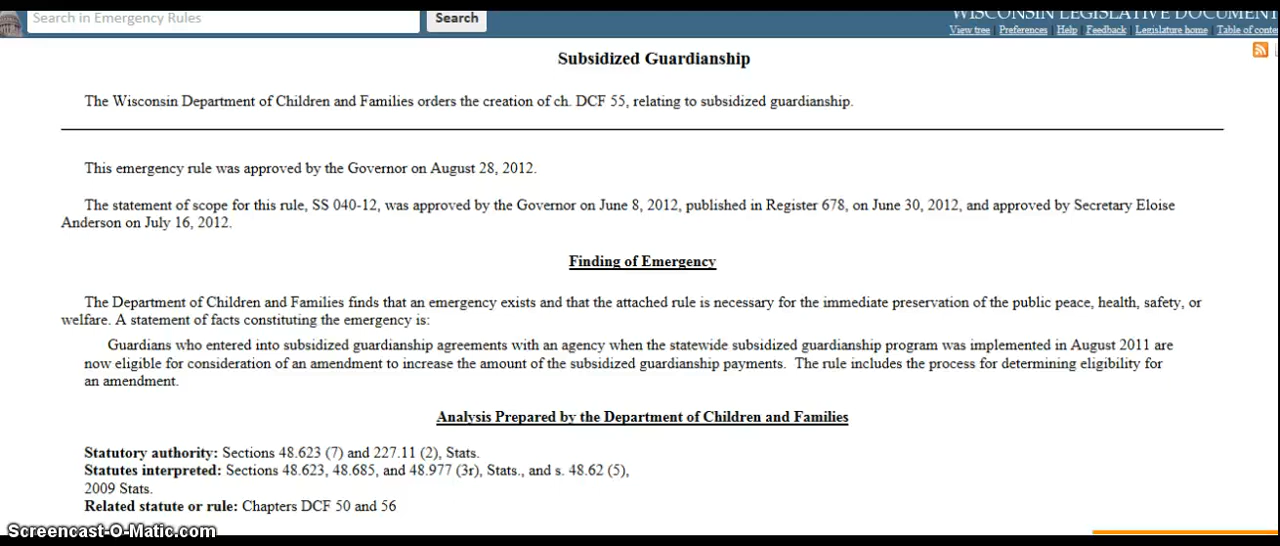 Search in Emergency Rules
Search
WISCONSIN LEGISLATIVE DOCUMENT
View tree | Preferences | Help | Feedback | Legislature home | Table of conte
Subsidized Guardianship
The Wisconsin Department of Children and Families orders the creation of ch. DCF 55, relating to subsidized guardianship.
This emergency rule was approved by the Governor on August 28, 2012.
The statement of scope for this rule, SS 040-12, was approved by the Governor on June 8, 2012, published in Register 678, on June 30, 2012, and approved by Secretary Eloise
Anderson on July 16, 2012.
Finding of Emergency
The Department of Children and Families finds that an emergency exists and that the attached rule is necessary for the immediate preservation of the public peace, health, safety, or
welfare. A statement of facts constituting the emergency is:
Guardians who entered into subsidized guardianship agreements with an agency when the statewide subsidized guardianship program was implemented in August 2011 are
now eligible for consideration of an amendment to increase the amount of the subsidized guardianship payments. The rule includes the process for determining eligibility for
an amendment.
Analysis Prepared by the Department of Children and Families
Statutory authority: Sections 48.623 (7) and 227.11 (2), Stats.
Statutes interpreted: Sections 48.623, 48.685, and 48.977 (3r), Stats., and s. 48.62 (5),
2009 Stats.
Related statute or rule: Chapters DCF 50 and 56
Screencast-O-Matic.com